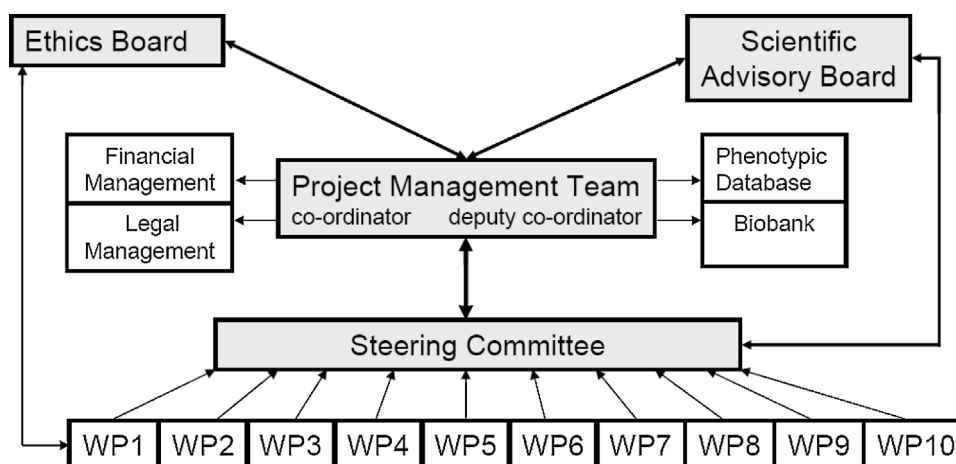 Ethics Board
Scientific
Advisory Board
Financial
Management
Legal
Management
Project Management Team
co-ordinator deputy co-ordinator
Phenotypic
Database
Biobank
Steering Committee
WP1 WP2 WP3 WP4 WP5 WP6 WP7 WP8 WP9 WP10